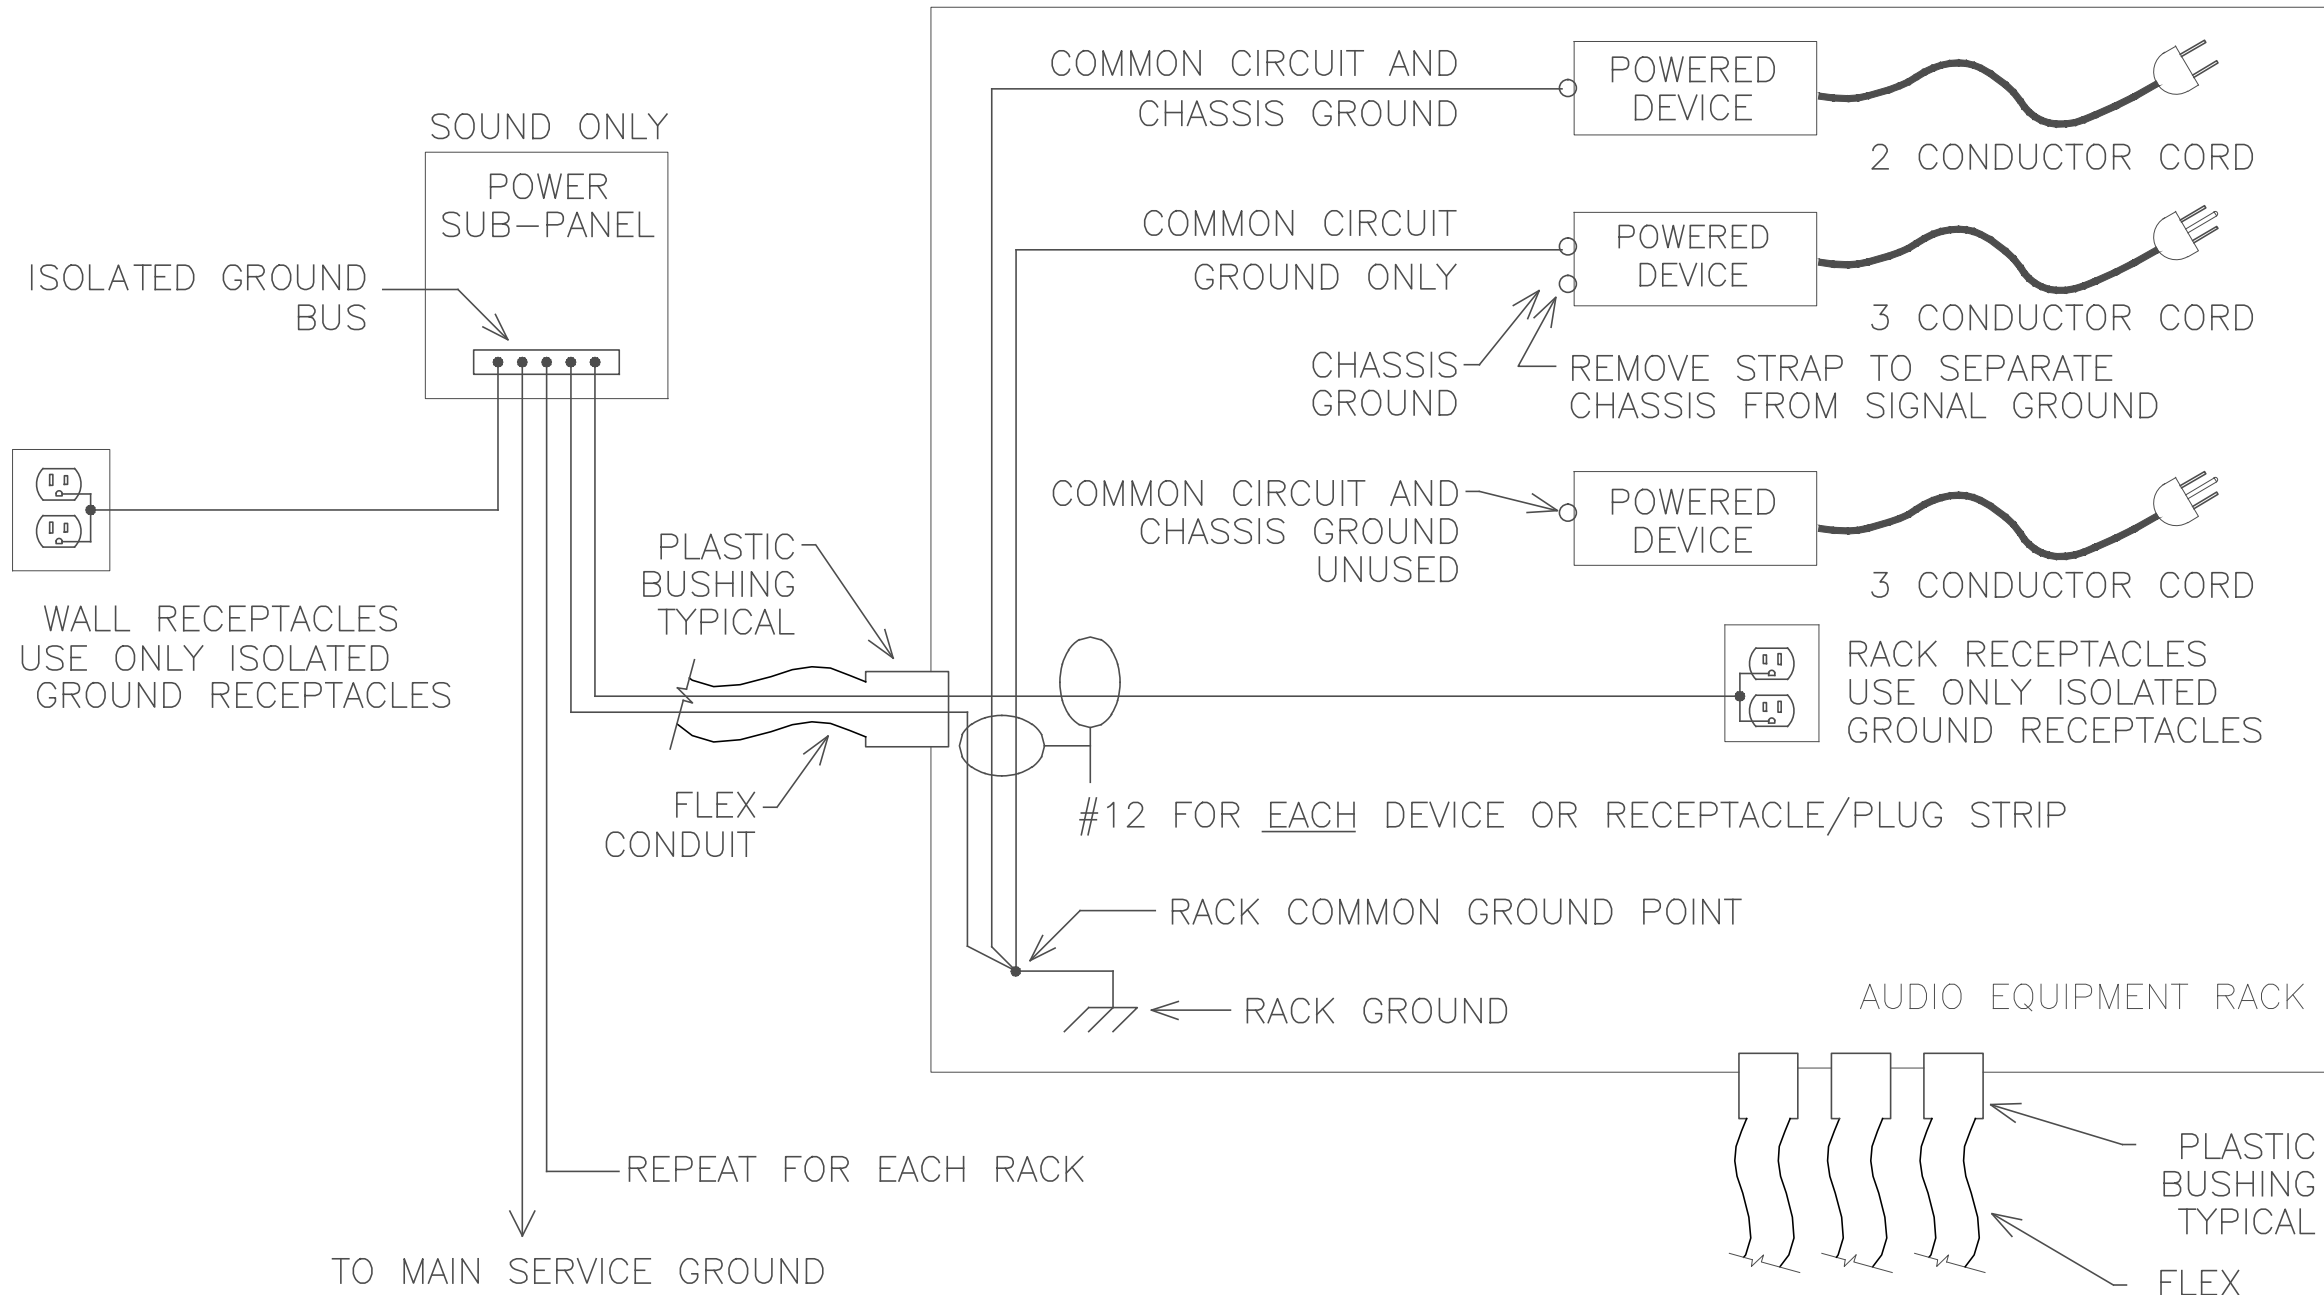 COMMON CIRCUIT AND
CHASSIS GROUND
POWERED
DEVICE
2 CONDUCTOR CORD
SOUND ONLY
POWER
SUB-PANEL
ISOLATED GROUND
BUS
COMMON CIRCUIT
GROUND ONLY
POWERED
DEVICE
3 CONDUCTOR CORD
CHASSIS
GROUND
REMOVE STRAP TO SEPARATE
CHASSIS FROM SIGNAL GROUND
COMMON CIRCUIT AND
CHASSIS GROUND
UNUSED
POWERED
DEVICE
3 CONDUCTOR CORD
PLASTIC
BUSHING
TYPICAL
WALL RECEPTACLES
USE ONLY ISOLATED
GROUND RECEPTACLES
RACK RECEPTACLES
USE ONLY ISOLATED
GROUND RECEPTACLES
FLEX
CONDUIT
#12 FOR EACH DEVICE OR RECEPTACLE/PLUG STRIP
RACK COMMON GROUND POINT
RACK GROUND
AUDIO EQUIPMENT RACK
REPEAT FOR EACH RACK
TO MAIN SERVICE GROUND
PLASTIC
BUSHING
TYPICAL
FLEX